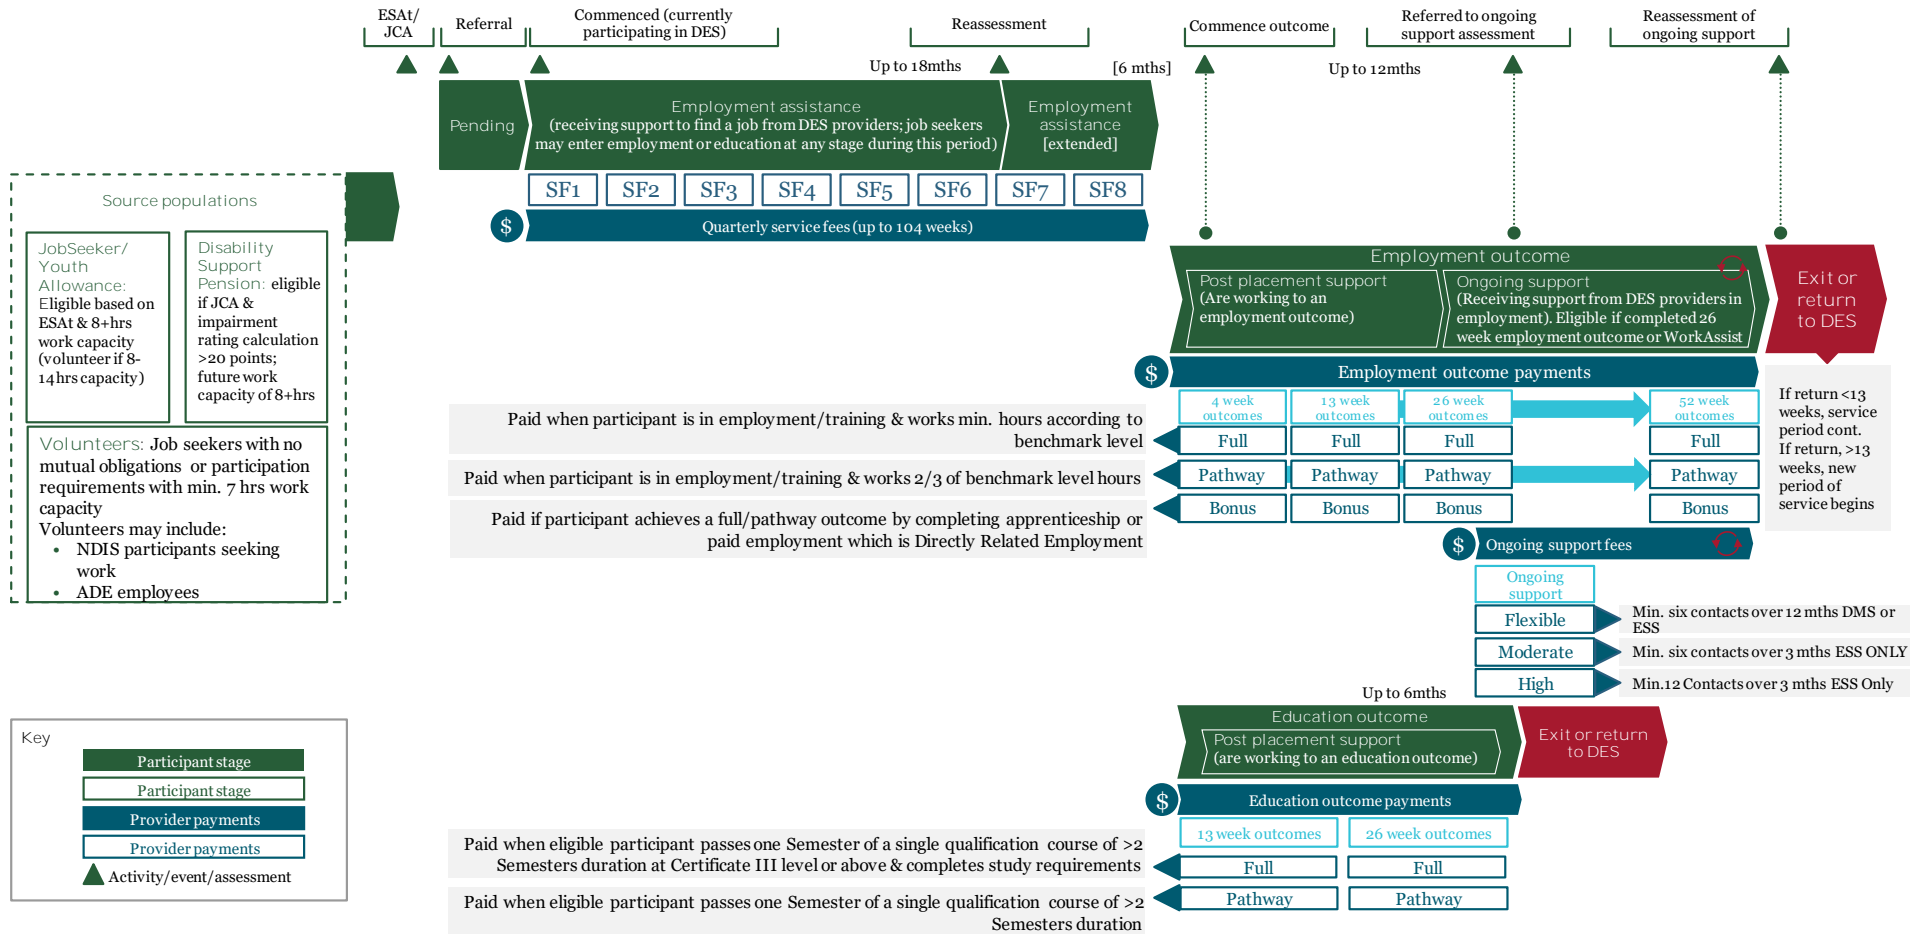 ESAt/
JCA
Referral
Commenced (currently
participating in DES)
Reassessment
Commence outcome
Referred to ongoing
support assessment
Reassessment of
ongoing support
Up to 18mths
[6 mths]
Up to 12mths
Pending
Employment assistance
(receiving support to find a job from DES providers; job seekers
may enter employment or education at any stage during this period)
Employment
assistance
[extended]
SF1
SF2
SF3
SF4
SF5
SF6
SF7
SF8
$
Quarterly service fees (up to 104 weeks)
Source populations
JobSeeker/
Youth
Allowance:
Eligible based on
ESAt & 8+hrs
work capacity
(volunteer if 8-
14hrs capacity)
Disability
Support
Pension: eligible
if JCA &
impairment
rating calculation
>20 points;
future work
capacity of 8+hrs
Volunteers: Job seekers with no
mutual obligations or participation
requirements with min. 7 hrs work
capacity
Volunteers may include:
• NDIS participants seeking
work
• ADE employees
Employment outcome
Post placement support
(Are working to an
employment outcome)
Ongoing support
(Receiving support from DES providers in
employment). Eligible if completed 26
week employment outcome or WorkAssist
Exit or
return
to DES
$
Employment outcome payments
4 week
outcomes
13 week
outcomes
26 week
outcomes
52 week
outcomes
Paid when participant is in employment/training & works min. hours according to
benchmark level
Full
Full
Full
Full
Paid when participant is in employment/training & works 2/3 of benchmark level hours
Pathway
Pathway
Pathway
Pathway
Paid if participant achieves a full/pathway outcome by completing apprenticeship or
paid employment which is Directly Related Employment
Bonus
Bonus
Bonus
Bonus
If return <13
weeks, service
period cont.
If return, >13
weeks, new
period of
service begins
$
Ongoing support fees
Ongoing
support
Flexible
Min. six contacts over 12 mths DMS or
ESS
Moderate
Min. six contacts over 3 mths ESS ONLY
High
Min.12 Contacts over 3 mths ESS Only
Up to 6mths
Education outcome
Post placement support
(are working to an education outcome)
Exit or return
to DES
$
Education outcome payments
13 week outcomes
26 week outcomes
Paid when eligible participant passes one Semester of a single qualification course of >2
Semesters duration at Certificate III level or above & completes study requirements
Full
Full
Paid when eligible participant passes one Semester of a single qualification course of >2
Semesters duration
Pathway
Pathway
Key
Participant stage
Participant stage
Provider payments
Provider payments
Activity/event/assessment